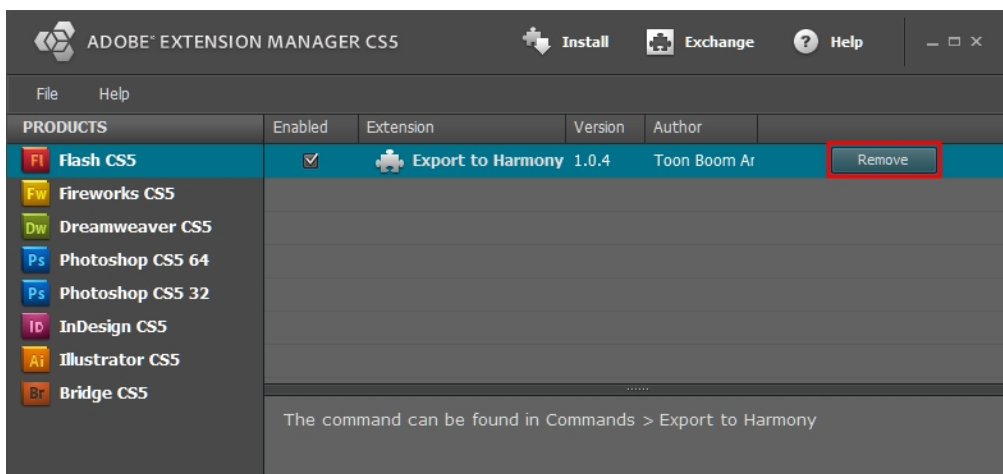 ADOBE® EXTENSION MANAGER CS5 Install Exchange ? Help
File Help
PRODUCTS Enabled Extension Version Author
Fl Flash CS5 Export to Harmony 1.0.4 Toon Boom Ar Remove
Fw Fireworks CS5
Dw Dreamweaver CS5
Ps Photoshop CS5 64
Ps Photoshop CS5 32
ID InDesign CS5
Ai Illustrator CS5
Br Bridge CS5
The command can be found in Commands > Export to Harmony